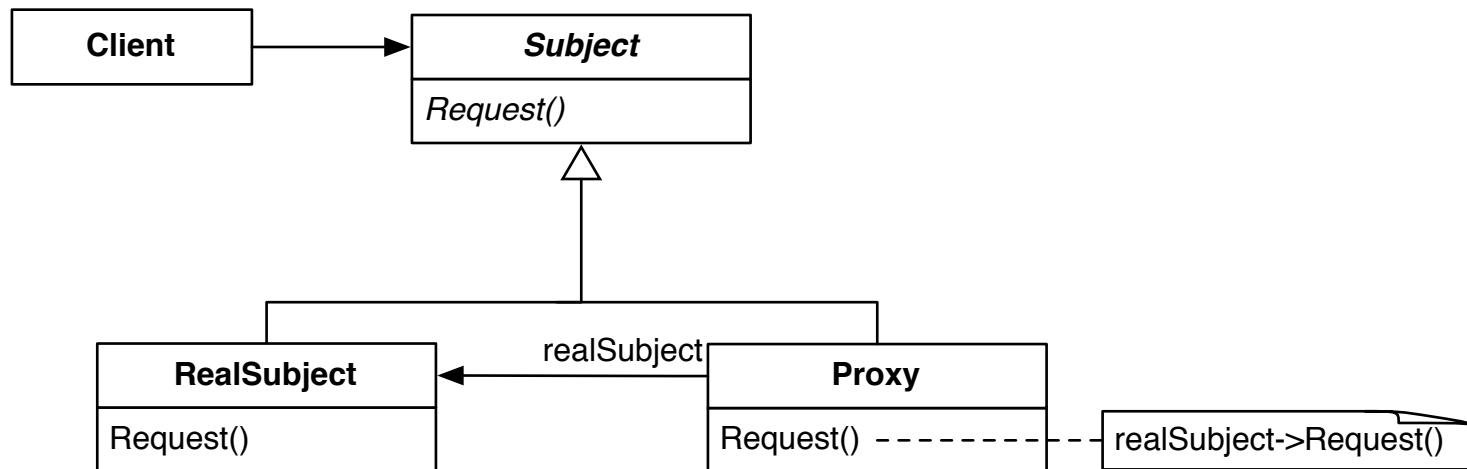 Client
Subject
Request()
realSubject
RealSubject
Proxy
Request()
Request()
realSubject->Request()